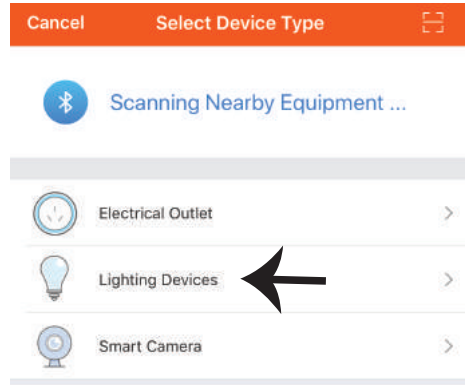 Cancel Select Device Type
Scanning Nearby Equipment ...
Electrical Outlet
Lighting Devices
Smart Camera